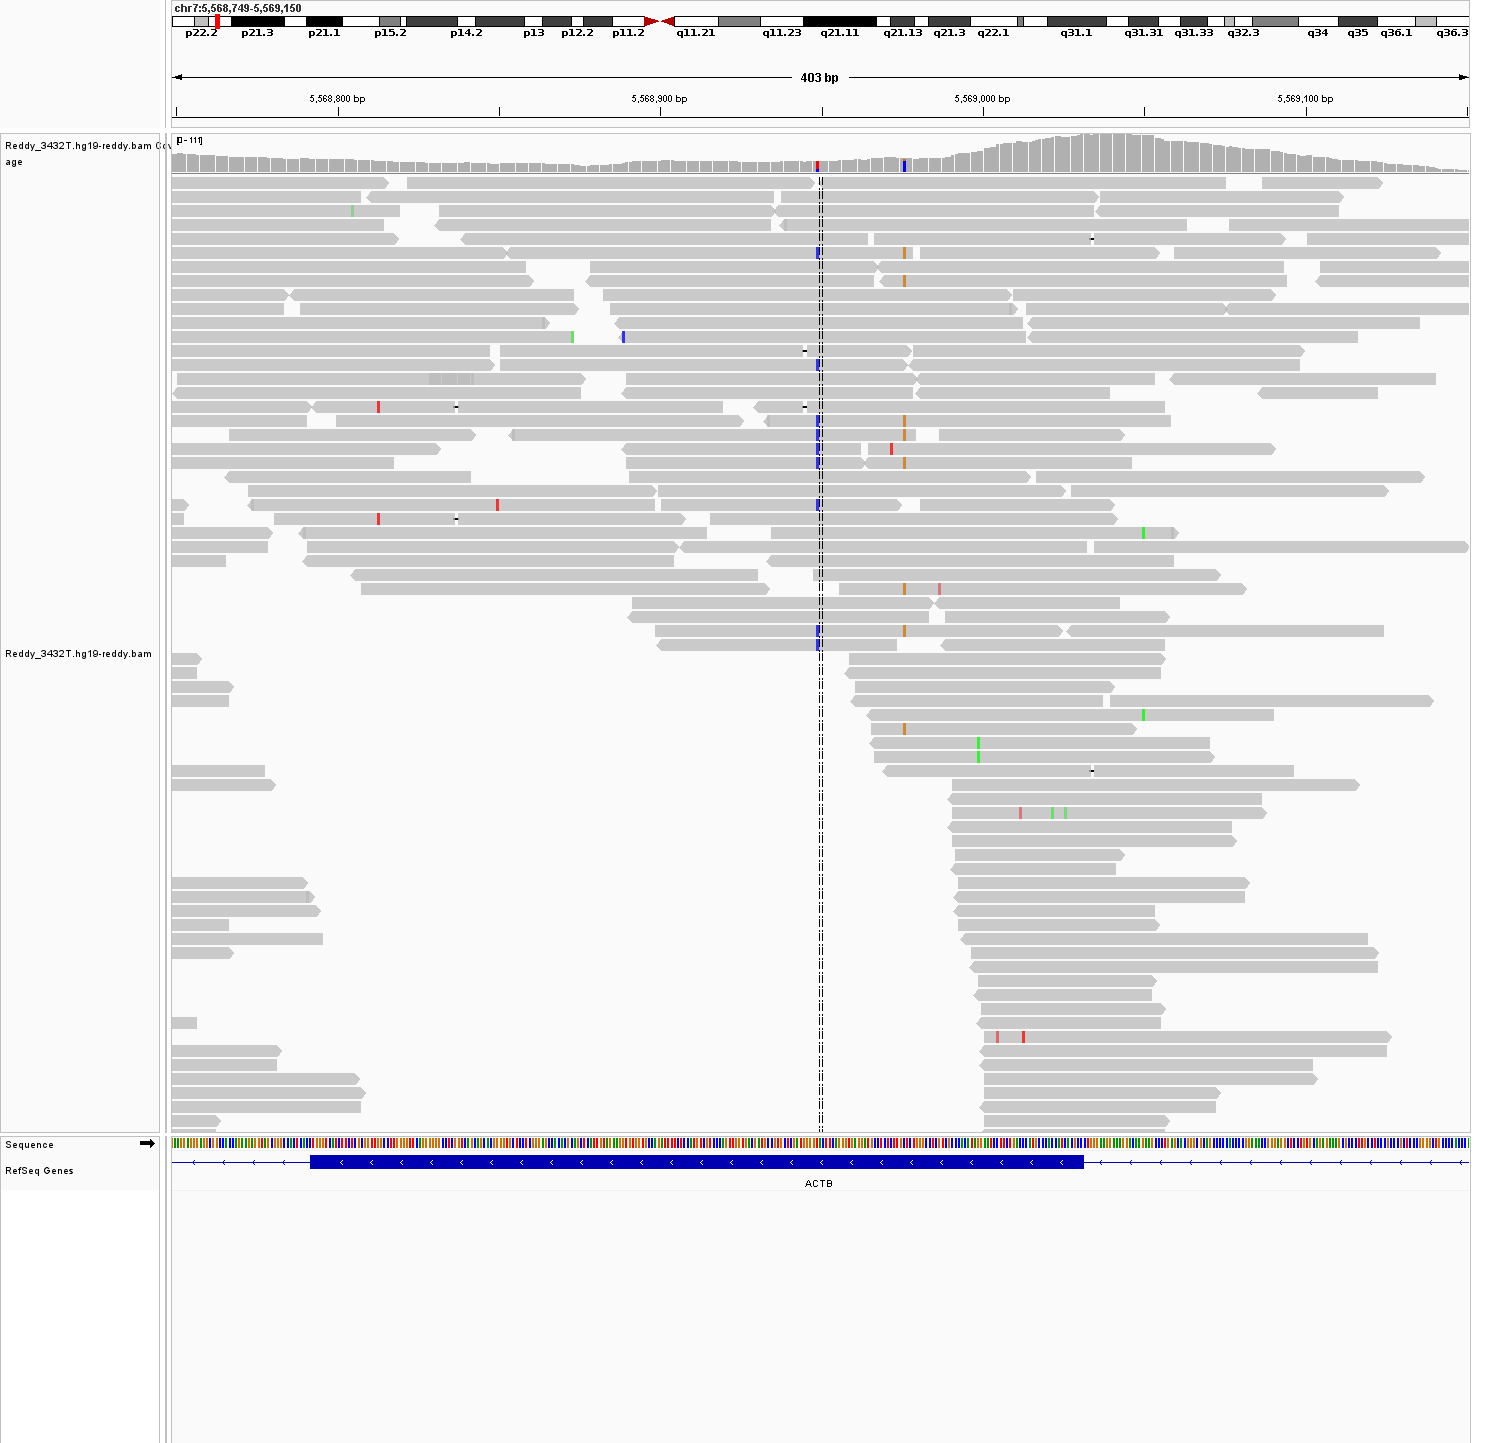 chr7:5,568,749-5,569,150
p22.2 p21.3 p21.1 p15.2 p14.2 p13 p12.2 p11.2 q11.21 q11.23 q21.11 q21.13 q21.3 q22.1 q31.1 q31.31 q31.33 q32.3 q34 q35 q36.1 q36.3
403 bp
5,568,800 bp 5,568,900 bp 5,569,000 bp 5,569,100 bp
[0 - 111]
Reddy_3432T.hg19-reddy.bam Cov
age
Reddy_3432T.hg19-reddy.bam
Sequence
RefSeq Genes
ACTB